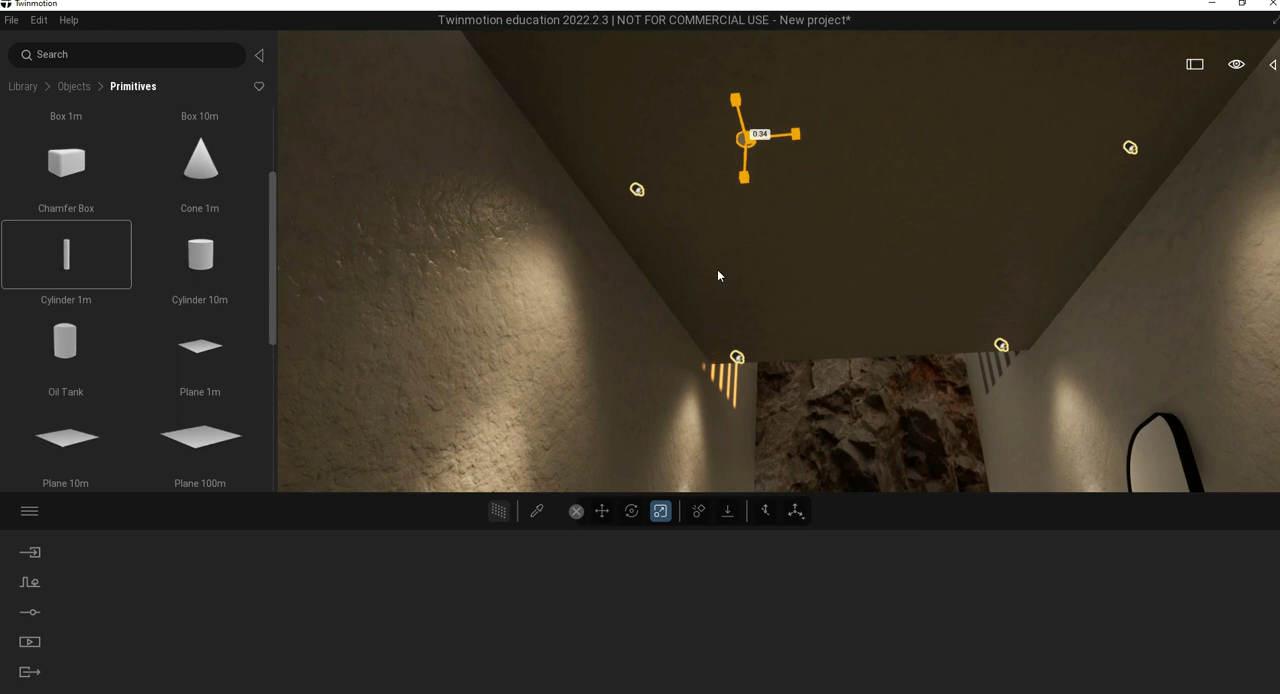 Twinmotion
File Edit Help
Twinmotion education 2022.2.3 | NOT FOR COMMERCIAL USE - New project*
Search
Library > Objects > Primitives
Box 1m Box 10m
Chamfer Box Cone 1m
Cylinder 1m Cylinder 10m
Oil Tank Plane 1m
Plane 10m Plane 100m
0.34